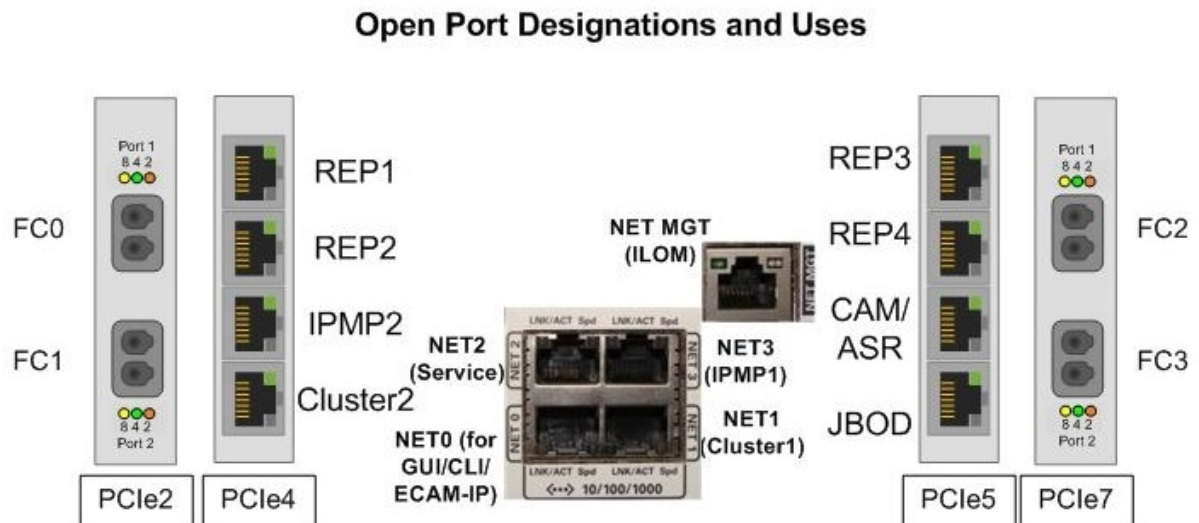 Open Port Designations and Uses
Port 1
8 4 2
FC0
FC1
8 4 2
Port 2
PCIe2
REP1
REP2
IPMP2
Cluster2
PCIe4
NET MGT
(ILOM)
NET MGT
LNK/ACT Spd LNK/ACT Spd
NET2
(Service)
NET 2
NET 3
NET3
(IPMP1)
NET0 (for
GUI/CLI/
ECAM-IP)
NET 0
NET 1
NET1
(Cluster1)
LNK/ACT Spd LNK/ACT Spd
<···> 10/100/1000
REP3
REP4
CAM/
ASR
JBOD
PCIe5
Port 1
8 4 2
FC2
FC3
8 4 2
Port 2
PCIe7